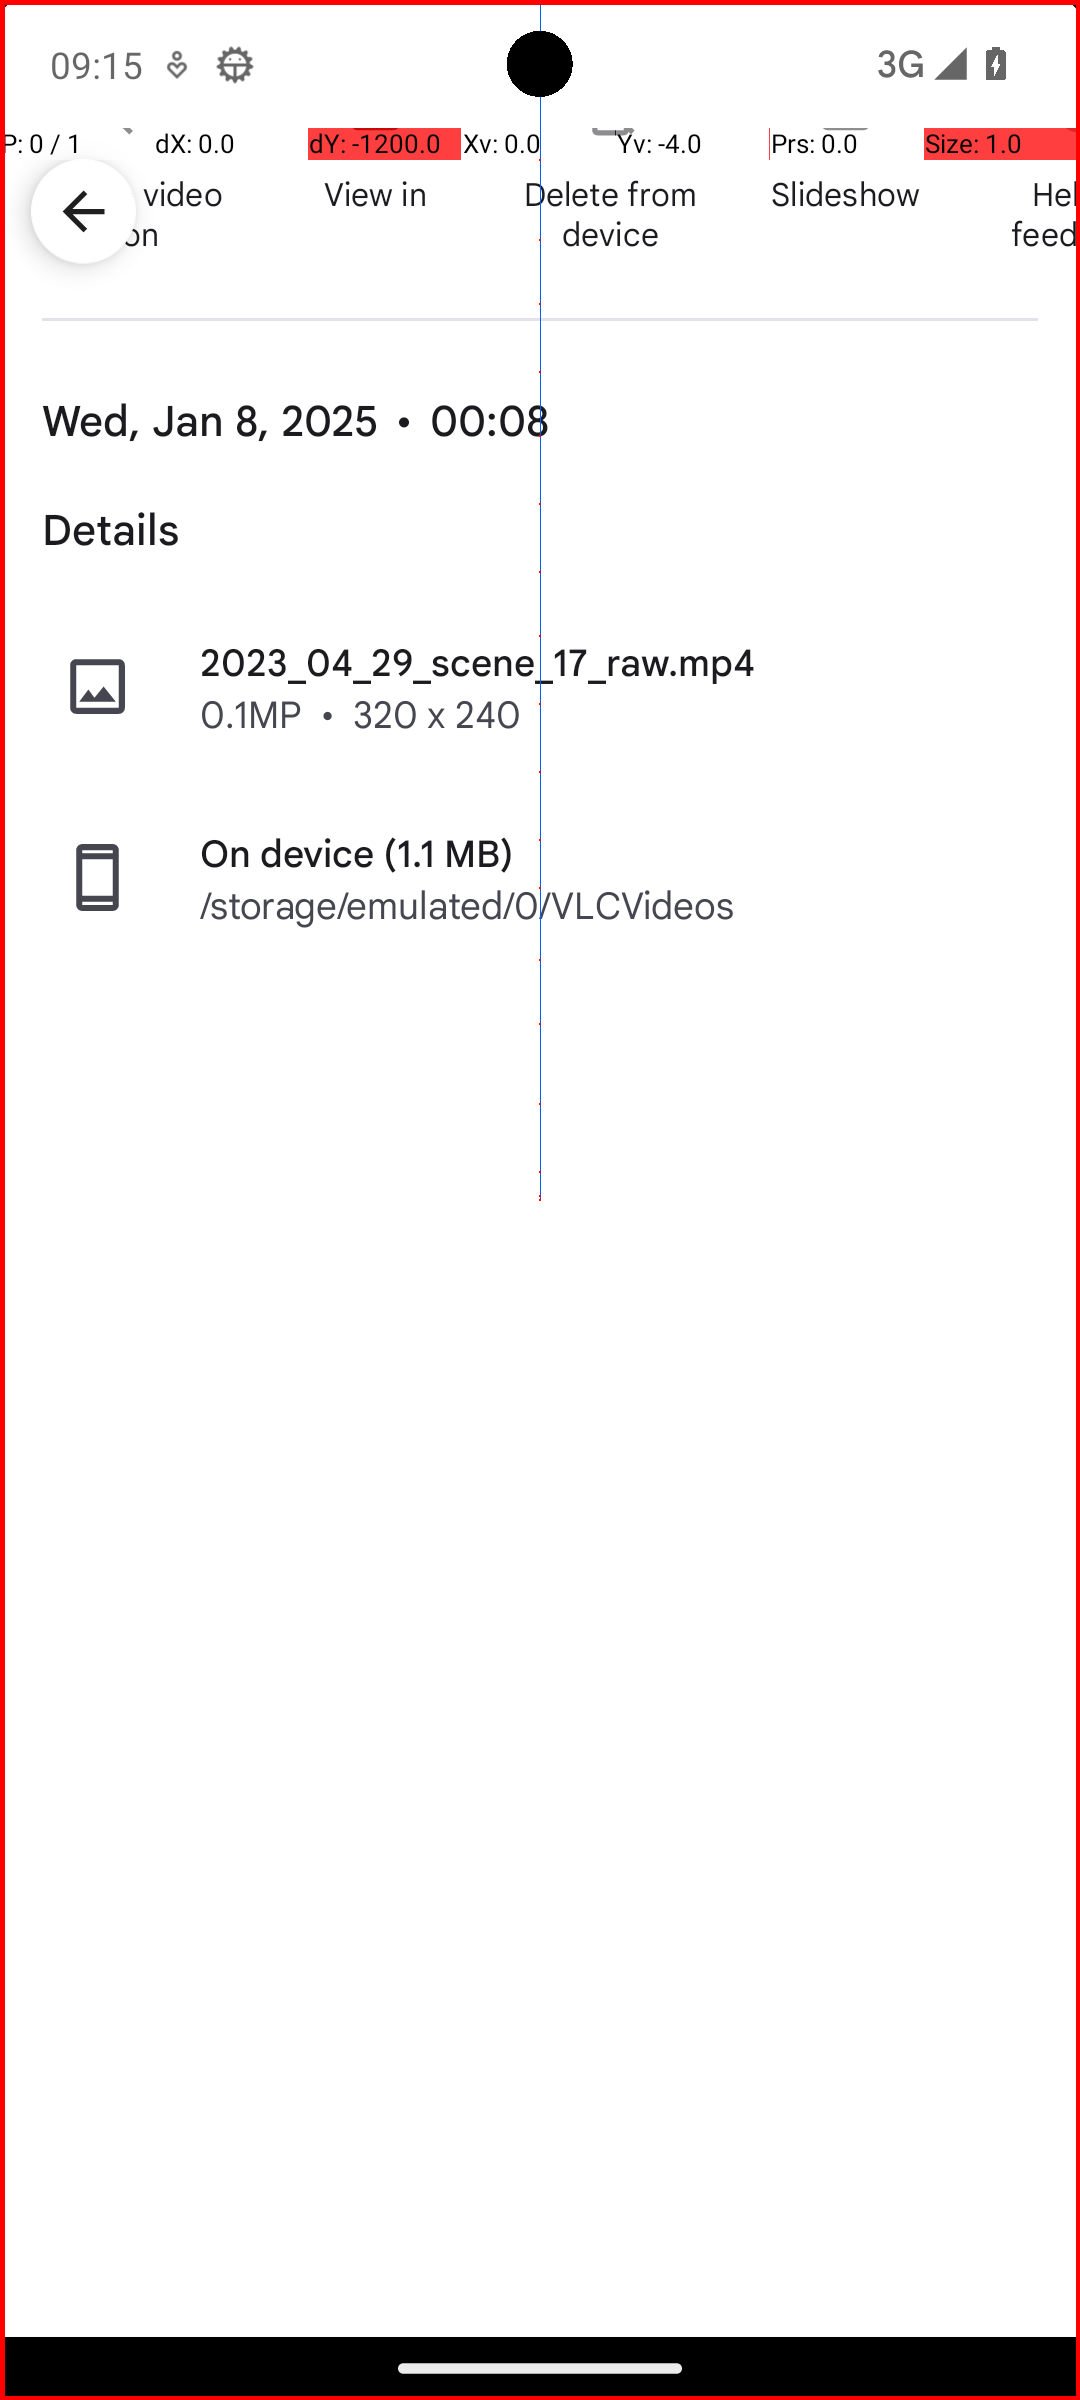 09:15 3G
P: 0 / 1 dX: 0.0 dY: -1200.0 Xv: 0.0 Yv: -4.0 Prs: 0.0 Size: 1.0
video View in Delete from Slideshow Hel
on device feed
Wed, Jan 8, 2025 • 00:08
Details
2023_04_29_scene_17_raw.mp4
0.1MP • 320 x 240
On device (1.1 MB)
/storage/emulated/0/VLCVideos